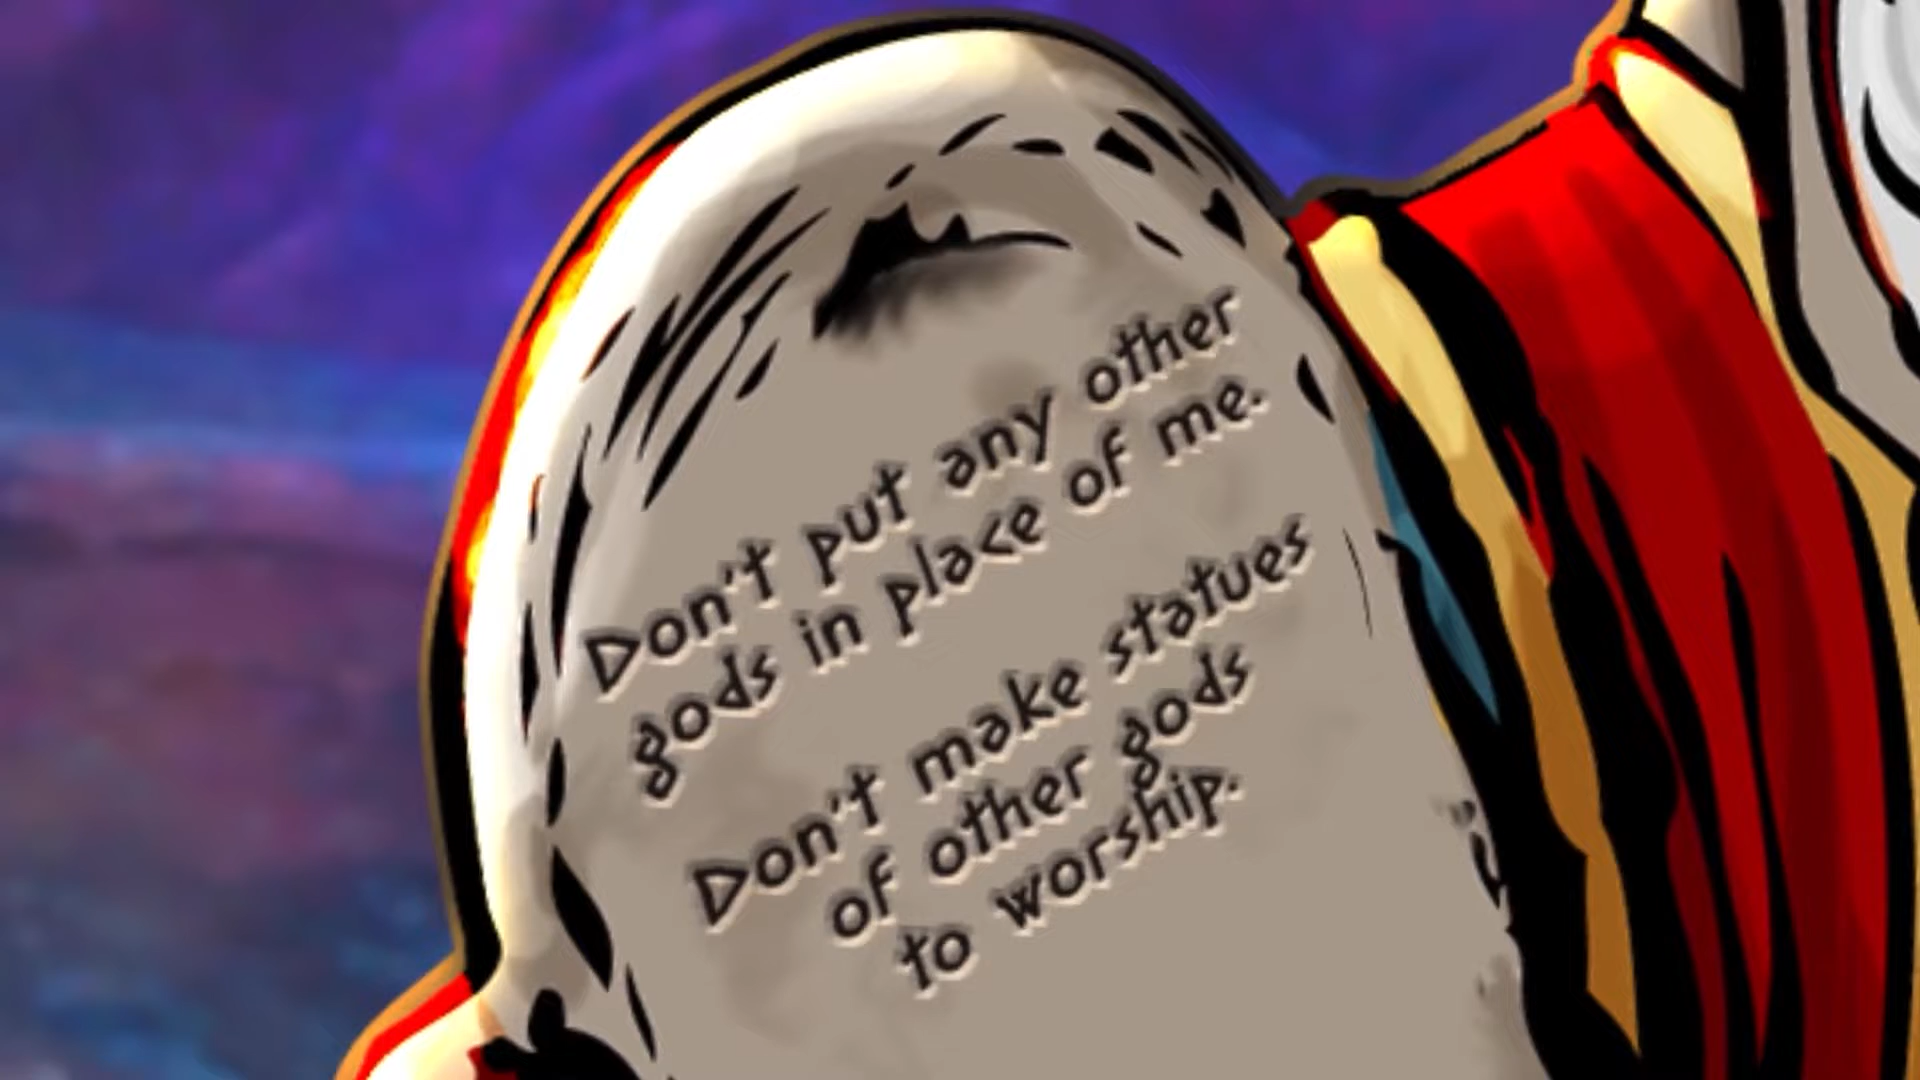 Don't put any other
gods in place of me.
Don't make statues
of other gods
to worship.